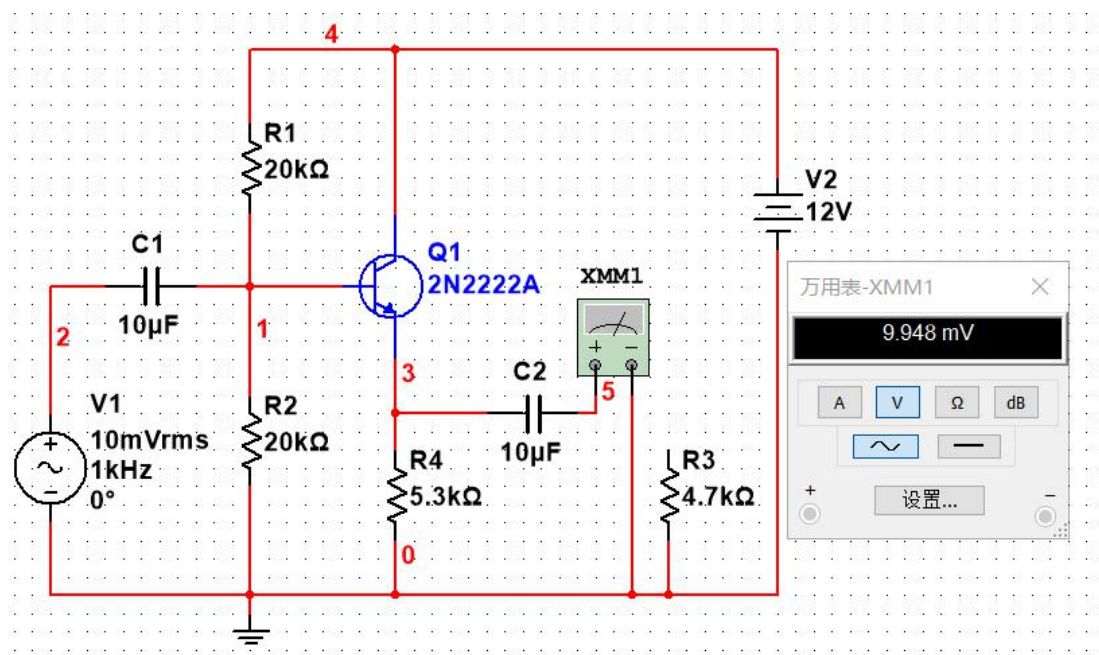 4
R1
20kΩ
V2
12V
C1
10µF
Q1
2N2222A
XMM1
+
−
万用表-XMM1
9.948 mV
A
V
Ω
dB
+
设置...
−
2
1
3
5
C2
10µF
V1
10mVrms
1kHz
0°
+
−
R2
20kΩ
R4
5.3kΩ
R3
4.7kΩ
0